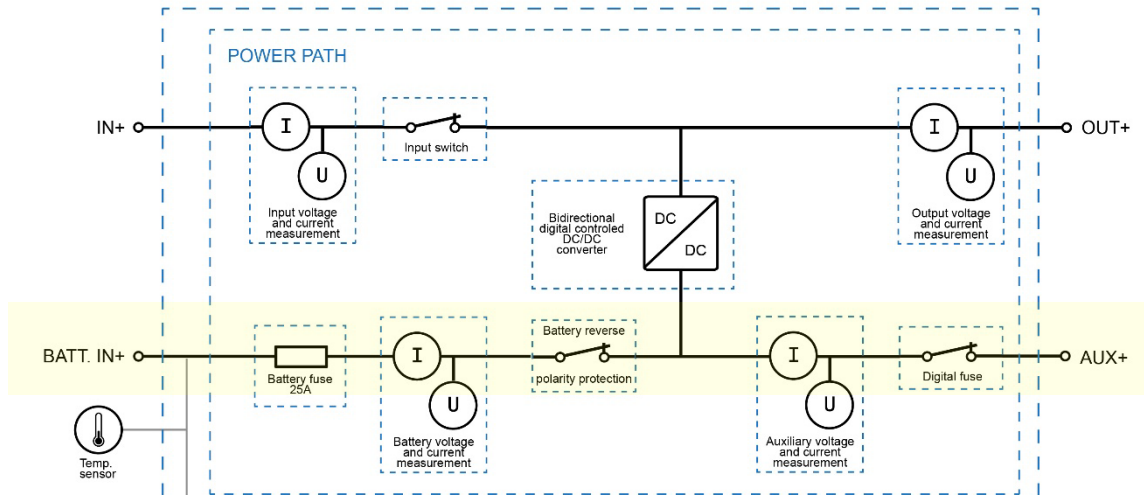 POWER PATH
IN+
I
U
Input voltage
and current
measurement
Input switch
I
U
Output voltage
and current
measurement
OUT+
Bidirectional
digital controled
DC/DC
converter
DC
DC
BATT. IN+
Battery fuse
25A
I
U
Battery voltage
and current
measurement
Battery reverse
polarity protection
I
U
Auxiliary voltage
and current
measurement
Digital fuse
AUX+
Temp.
sensor